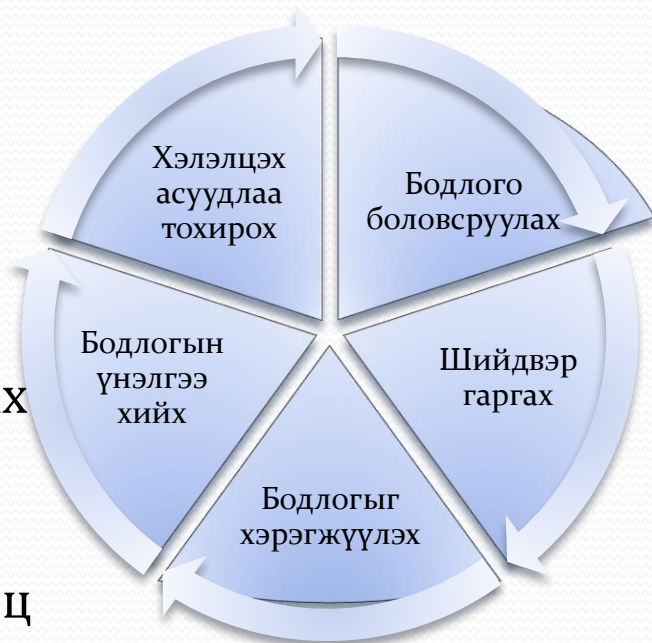 Хэлэлцэх
асуудлаа
тохирох
Бодлого
боловсруулах
Шийдвэр
гаргах
Бодлогыг
хэрэгжүүлэх
Бодлогын
үнэлгээ
хийх
х
ц